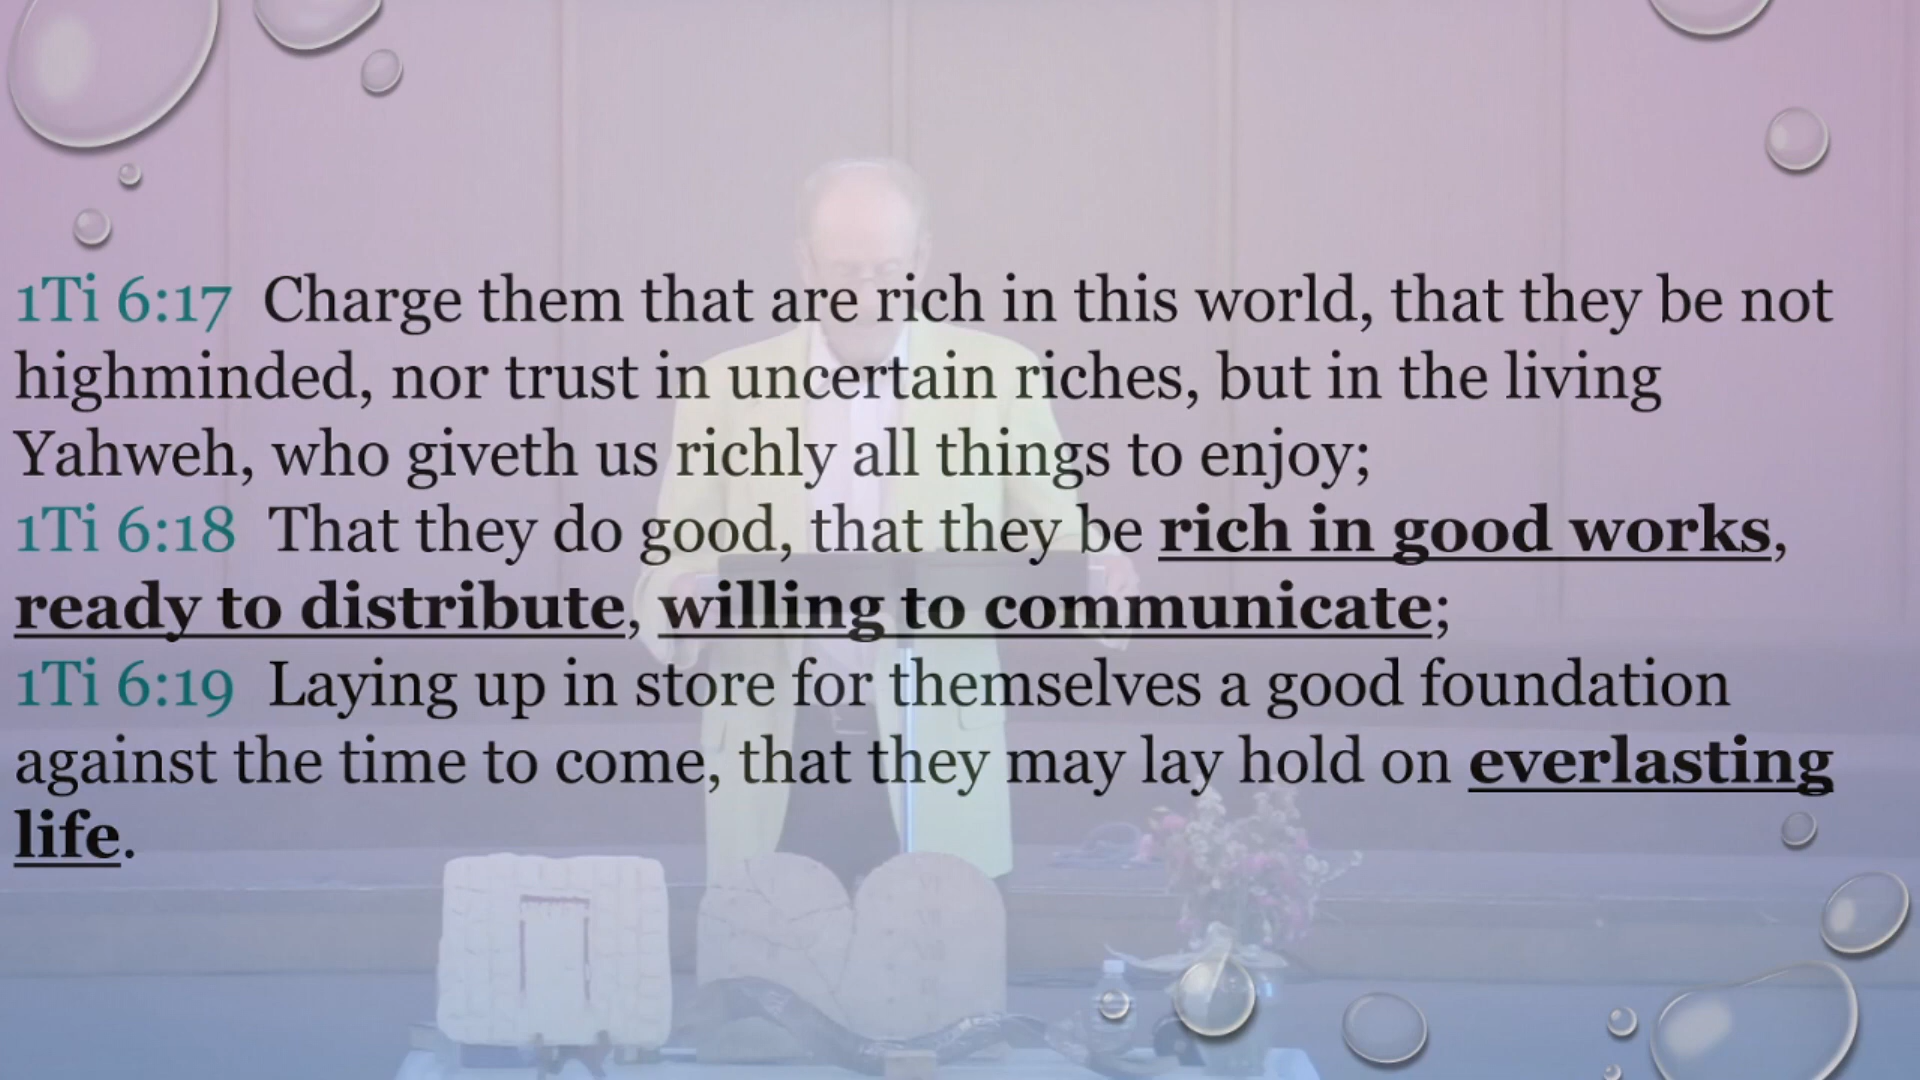 1Ti 6:17 Charge them that are rich in this world, that they be not
highminded, nor trust in uncertain riches, but in the living
Yahweh, who giveth us richly all things to enjoy;
1Ti 6:18 That they do good, that they be rich in good works,
ready to distribute, willing to communicate;
1Ti 6:19 Laying up in store for themselves a good foundation
against the time to come, that they may lay hold on everlasting
life.